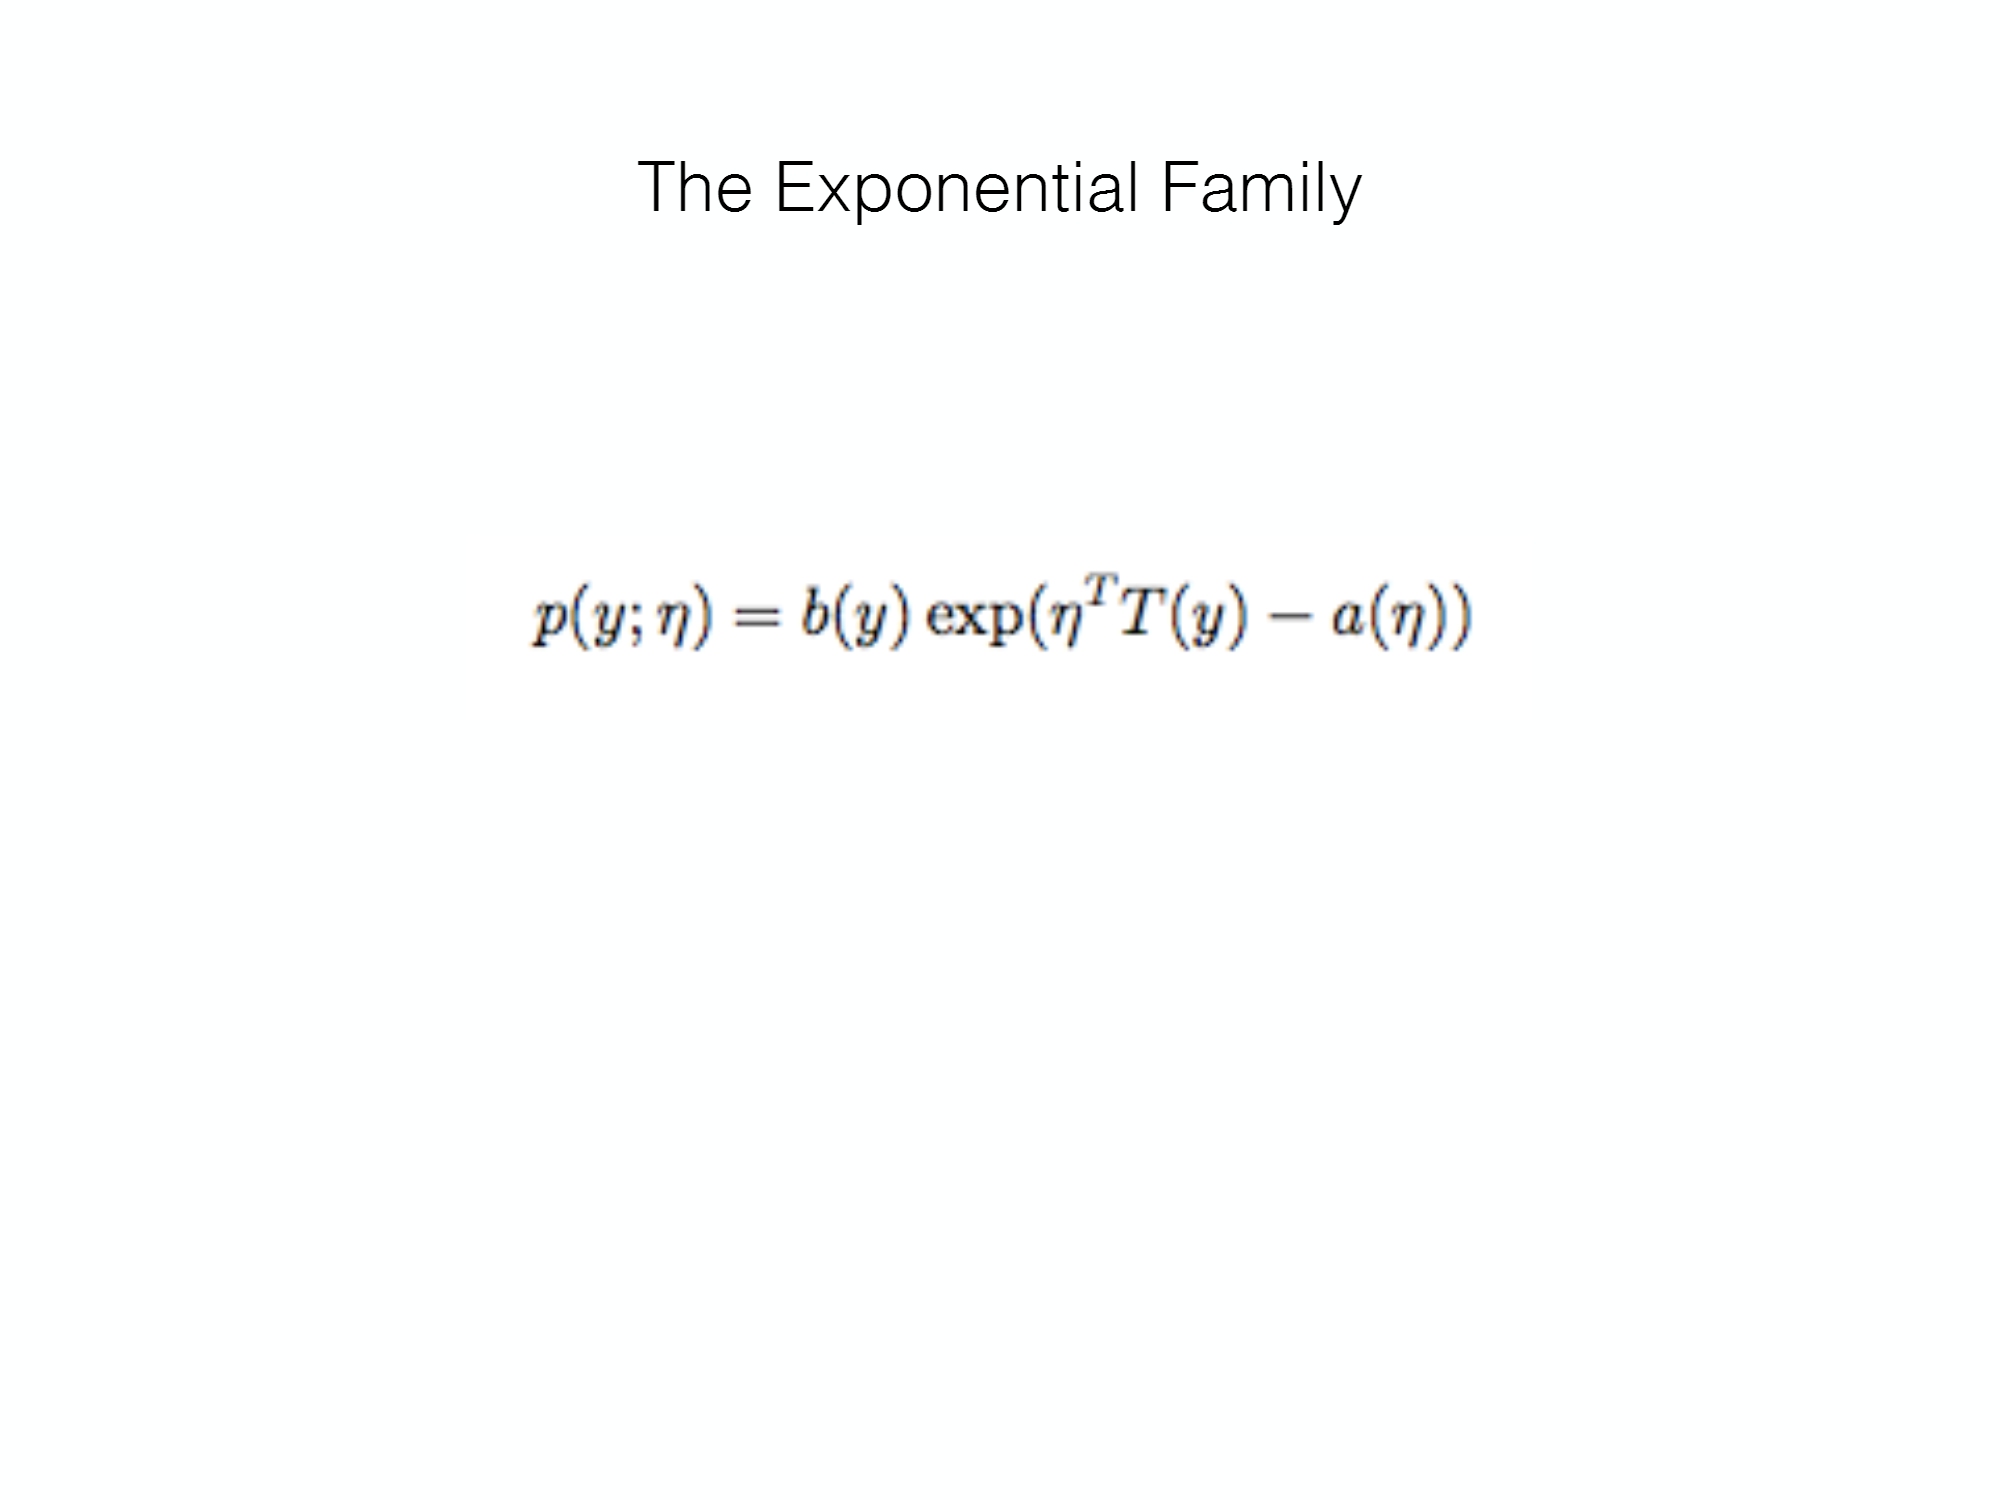 The Exponential Family
p(y; η) = b(y) exp(η^T T(y) − a(η))